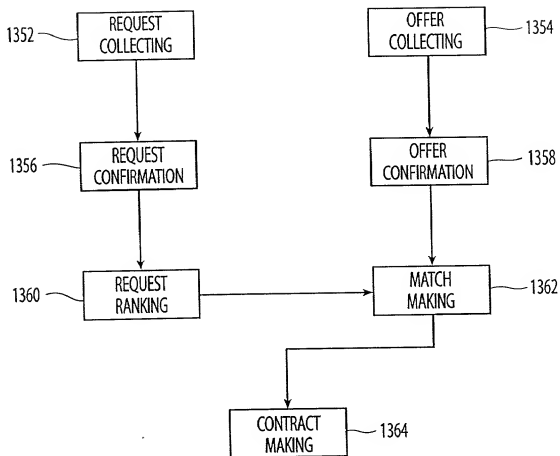 1352
REQUEST
COLLECTING
OFFER
COLLECTING
1354
1356
REQUEST
CONFIRMATION
OFFER
CONFIRMATION
1358
1360
REQUEST
RANKING
MATCH
MAKING
1362
CONTRACT
MAKING
1364